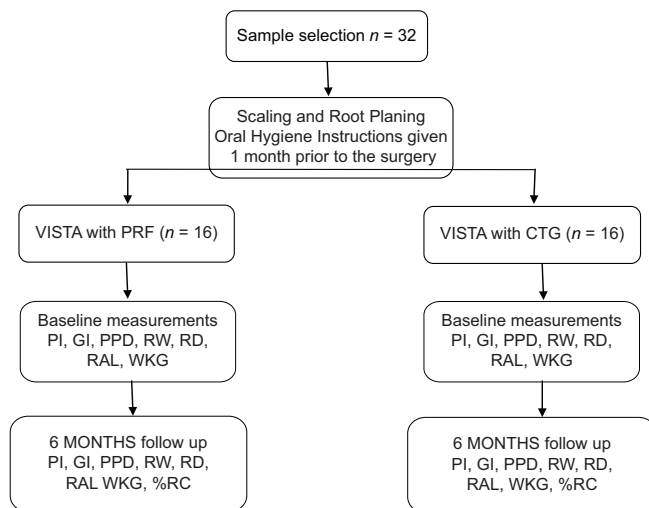 Sample selection n = 32
Scaling and Root Planing
Oral Hygiene Instructions given
1 month prior to the surgery
VISTA with PRF (n = 16)
VISTA with CTG (n = 16)
Baseline measurements
PI, GI, PPD, RW, RD,
RAL, WKG
Baseline measurements
PI, GI, PPD, RW, RD,
RAL, WKG
6 MONTHS follow up
PI, GI, PPD, RW, RD,
RAL WKG, %RC
6 MONTHS follow up
PI, GI, PPD, RW, RD,
RAL, WKG, %RC